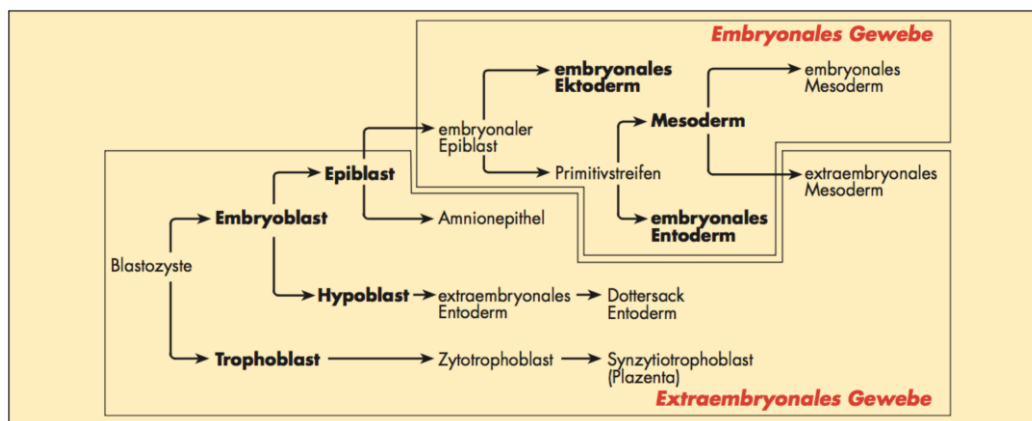 Embryonales Gewebe
embryonales
Ektoderm
embryonales
Mesoderm
embryonaler
Epiblast
Mesoderm
Epiblast
Primitivstreifen
extraembryonales
Mesoderm
Embryoblast
Amnionepithel
embryonales
Entoderm
Blastozyste
Hypoblast
extraembryonales
Entoderm
Dottersack
Entoderm
Trophoblast
Zytotrophoblast
Synzytiotrophoblast
(Plazenta)
Extraembryonales Gewebe